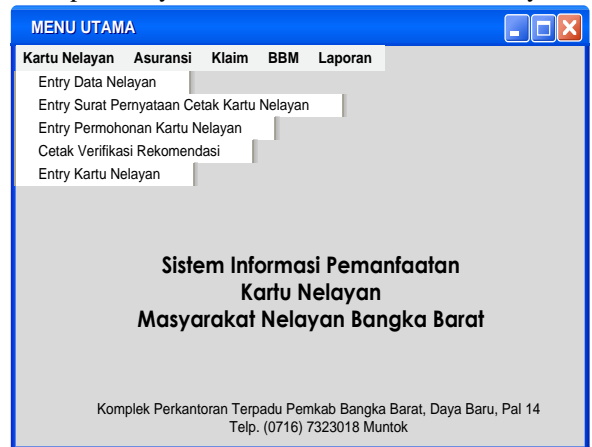 MENU UTAMA
Kartu Nelayan Asuransi Klaim BBM Laporan
Entry Data Nelayan
Entry Surat Pernyataan Cetak Kartu Nelayan
Entry Permohonan Kartu Nelayan
Cetak Verifikasi Rekomendasi
Entry Kartu Nelayan
Sistem Informasi Pemanfaatan
Kartu Nelayan
Masyarakat Nelayan Bangka Barat
Komplek Perkantoran Terpadu Pemkab Bangka Barat, Daya Baru, Pal 14
Telp. (0716) 7323018 Muntok